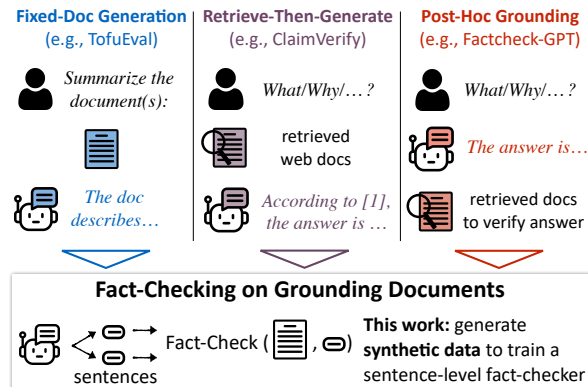 Fixed-Doc Generation
(e.g., TofuEval)
Summarize the
document(s):
The doc
describes…
Retrieve-Then-Generate
(e.g., ClaimVerify)
What/Why/… ?
retrieved
web docs
According to [1],
the answer is …
Post-Hoc Grounding
(e.g., Factcheck-GPT)
What/Why/… ?
The answer is…
retrieved docs
to verify answer
Fact-Checking on Grounding Documents
sentences
Fact-Check ( , )
This work: generate
synthetic data to train a
sentence-level fact-checker